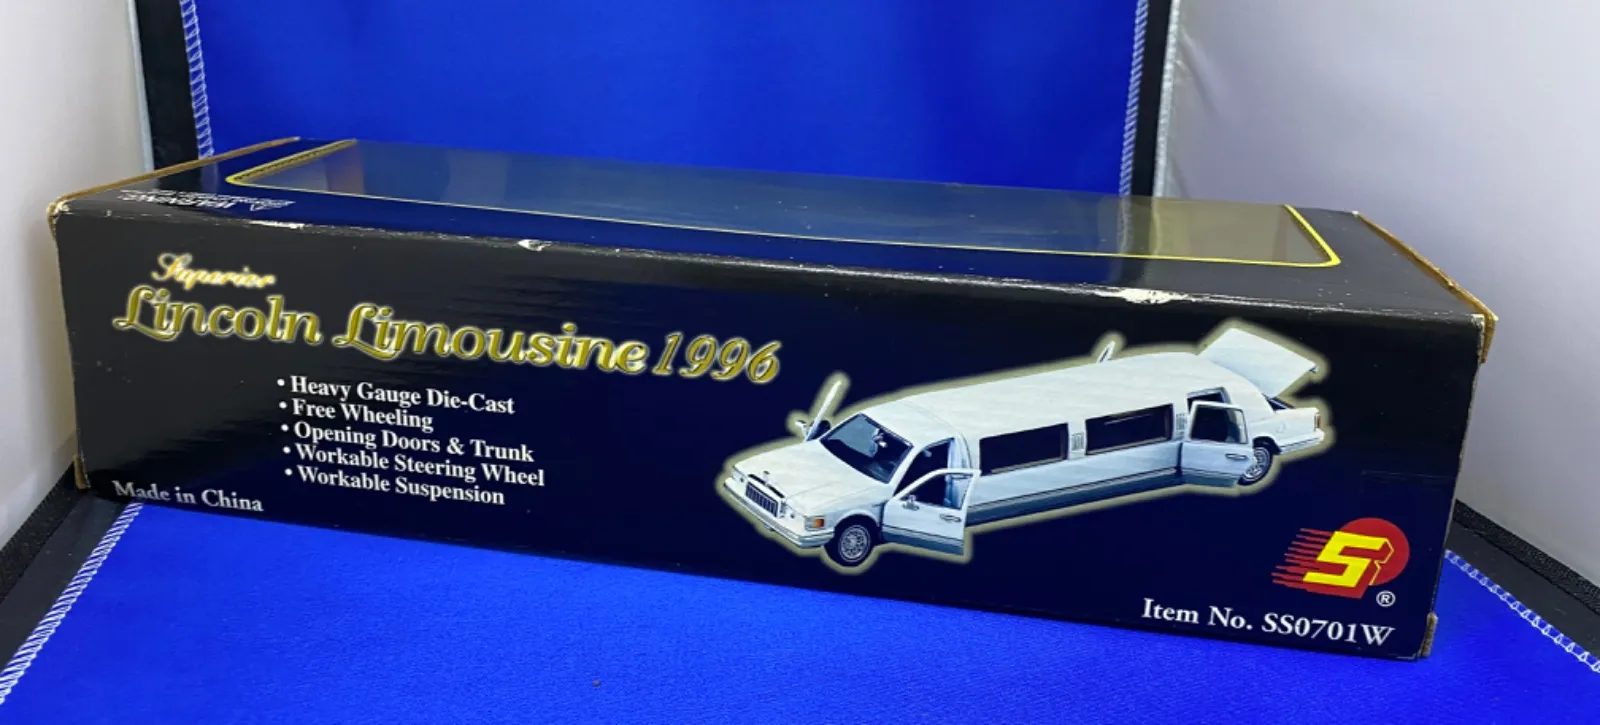 WARNING:
Superior
Lincoln Limousine 1996
• Heavy Gauge Die-Cast
• Free Wheeling
• Opening Doors & Trunk
• Workable Steering Wheel
• Workable Suspension
Made in China
S
®
Item No. SS0701W